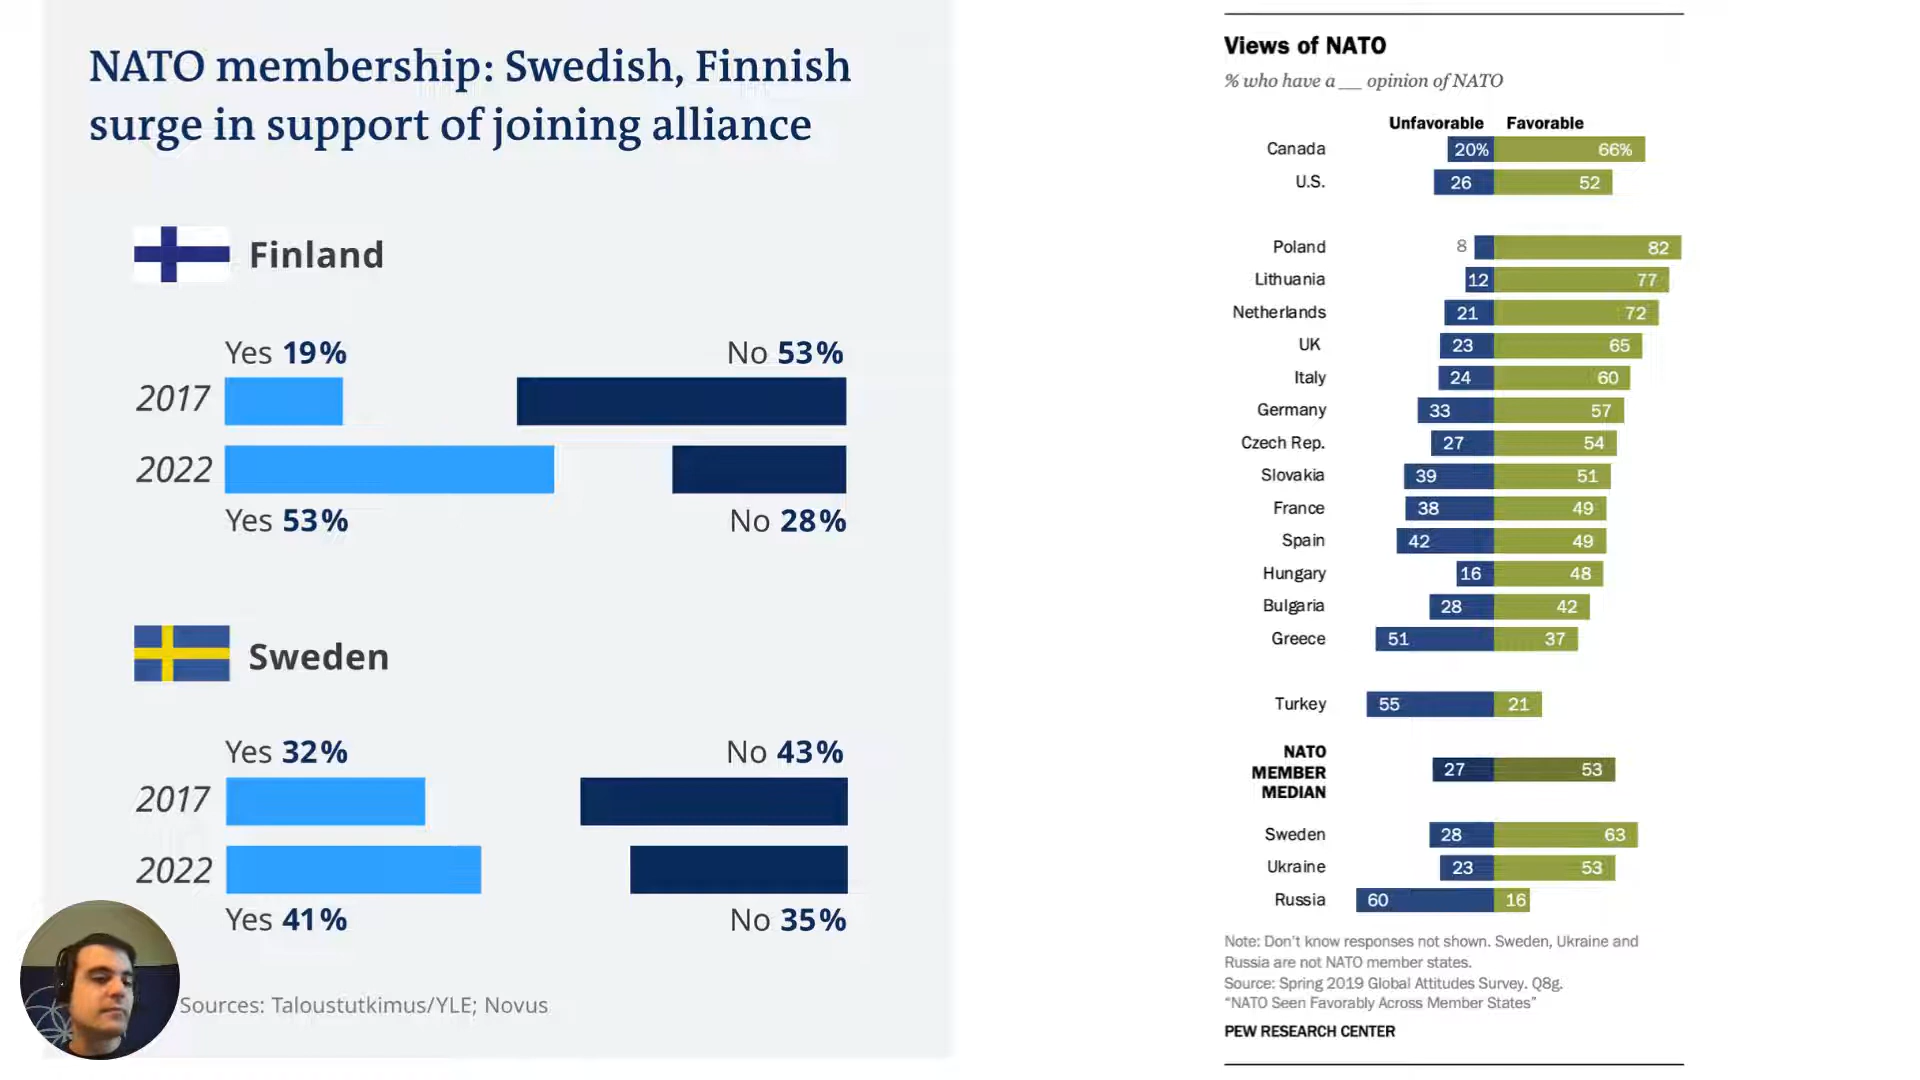 NATO membership: Swedish, Finnish
surge in support of joining alliance
Finland
Yes 19% No 53%
2017
2022
Yes 53% No 28%
Sweden
Yes 32% No 43%
2017
2022
Yes 41% No 35%
Sources: Taloustutkimus/YLE; Novus
Views of NATO
% who have a __ opinion of NATO
Unfavorable Favorable
Canada 20% 66%
U.S. 26 52
Poland 8 82
Lithuania 12 77
Netherlands 21 72
UK 23 65
Italy 24 60
Germany 33 57
Czech Rep. 27 54
Slovakia 39 51
France 38 49
Spain 42 49
Hungary 16 48
Bulgaria 28 42
Greece 51 37
Turkey 55 21
NATO
MEMBER 27 53
MEDIAN
Sweden 28 63
Ukraine 23 53
Russia 60 16
Note: Don't know responses not shown. Sweden, Ukraine and
Russia are not NATO member states.
Source: Spring 2019 Global Attitudes Survey. Q8g.
"NATO Seen Favorably Across Member States"
PEW RESEARCH CENTER